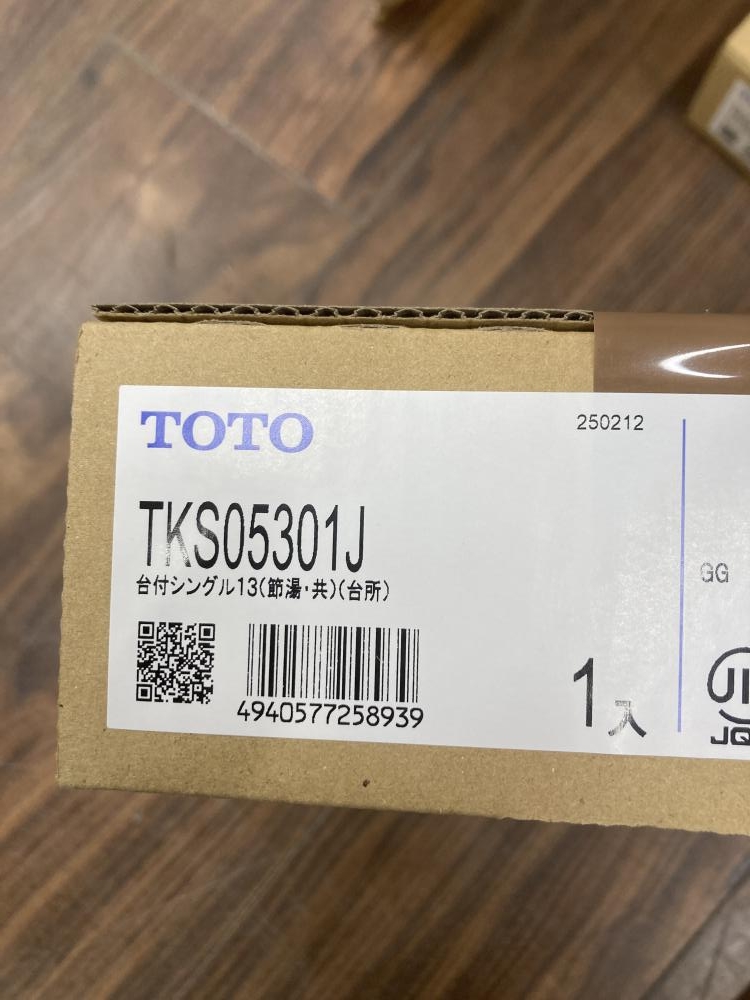 TOTO
250212
TKS05301J
台付シングル13(節湯・共)(台所)
4940577258939
1入
GG
JQ